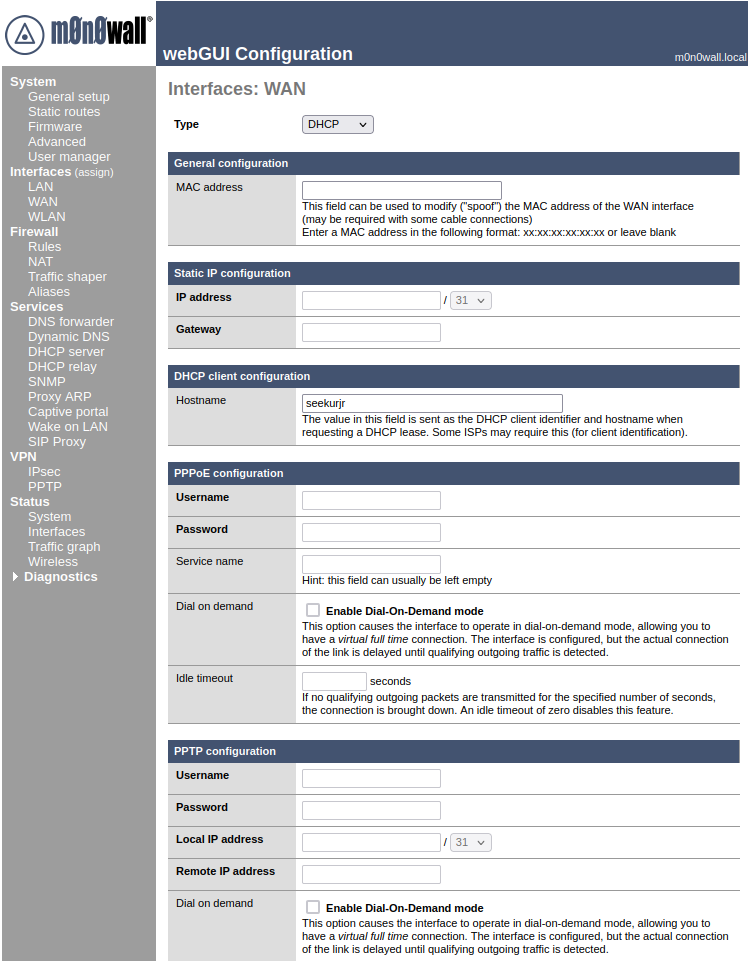 m0n0wall®
webGUI Configuration
m0n0wall.local
System
General setup
Static routes
Firmware
Advanced
User manager
Interfaces (assign)
LAN
WAN
WLAN
Firewall
Rules
NAT
Traffic shaper
Aliases
Services
DNS forwarder
Dynamic DNS
DHCP server
DHCP relay
SNMP
Proxy ARP
Captive portal
Wake on LAN
SIP Proxy
VPN
IPsec
PPTP
Status
System
Interfaces
Traffic graph
Wireless
Diagnostics
Interfaces: WAN
Type DHCP
General configuration
MAC address
This field can be used to modify ("spoof") the MAC address of the WAN interface
(may be required with some cable connections)
Enter a MAC address in the following format: xx:xx:xx:xx:xx:xx or leave blank
Static IP configuration
IP address / 31
Gateway
DHCP client configuration
Hostname seekurjr
The value in this field is sent as the DHCP client identifier and hostname when
requesting a DHCP lease. Some ISPs may require this (for client identification).
PPPoE configuration
Username
Password
Service name
Hint: this field can usually be left empty
Dial on demand Enable Dial-On-Demand mode
This option causes the interface to operate in dial-on-demand mode, allowing you to
have a virtual full time connection. The interface is configured, but the actual connection
of the link is delayed until qualifying outgoing traffic is detected.
Idle timeout seconds
If no qualifying outgoing packets are transmitted for the specified number of seconds,
the connection is brought down. An idle timeout of zero disables this feature.
PPTP configuration
Username
Password
Local IP address / 31
Remote IP address
Dial on demand Enable Dial-On-Demand mode
This option causes the interface to operate in dial-on-demand mode, allowing you to
have a virtual full time connection. The interface is configured, but the actual connection
of the link is delayed until qualifying outgoing traffic is detected.